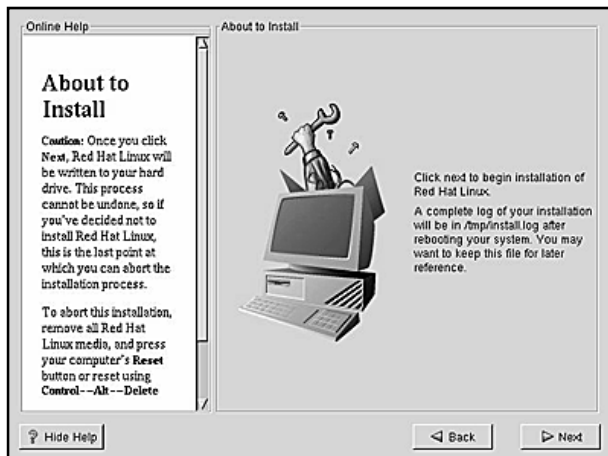 Online Help
About to
Install
Caution: Once you click
Next, Red Hat Linux will
be written to your hard
drive. This process
cannot be undone, so if
you've decided not to
install Red Hat Linux,
this is the last point at
which you can abort the
installation process.
To abort this installation,
remove all Red Hat
Linux media, and press
your computer's Reset
button or reset using
Control--Alt--Delete
About to Install
Click next to begin installation of
Red Hat Linux.
A complete log of your installation
will be in /tmp/install.log after
rebooting your system. You may
want to keep this file for later
reference.
? Hide Help
Back
Next